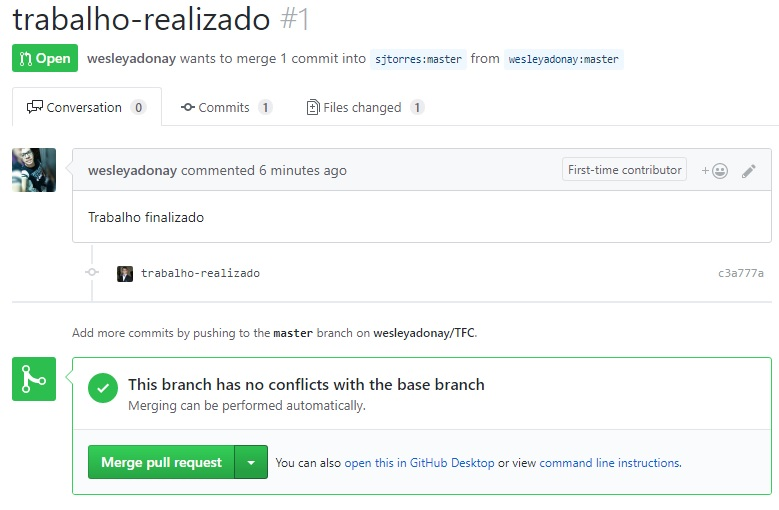 trabalho-realizado #1
Open wesleyadonay wants to merge 1 commit into sjtorres:master from wesleyadonay:master
Conversation 0 Commits 1 Files changed 1
wesleyadonay commented 6 minutes ago First-time contributor +
Trabalho finalizado
trabalho-realizado c3a777a
Add more commits by pushing to the master branch on wesleyadonay/TFC.
This branch has no conflicts with the base branch
Merging can be performed automatically.
Merge pull request You can also open this in GitHub Desktop or view command line instructions.